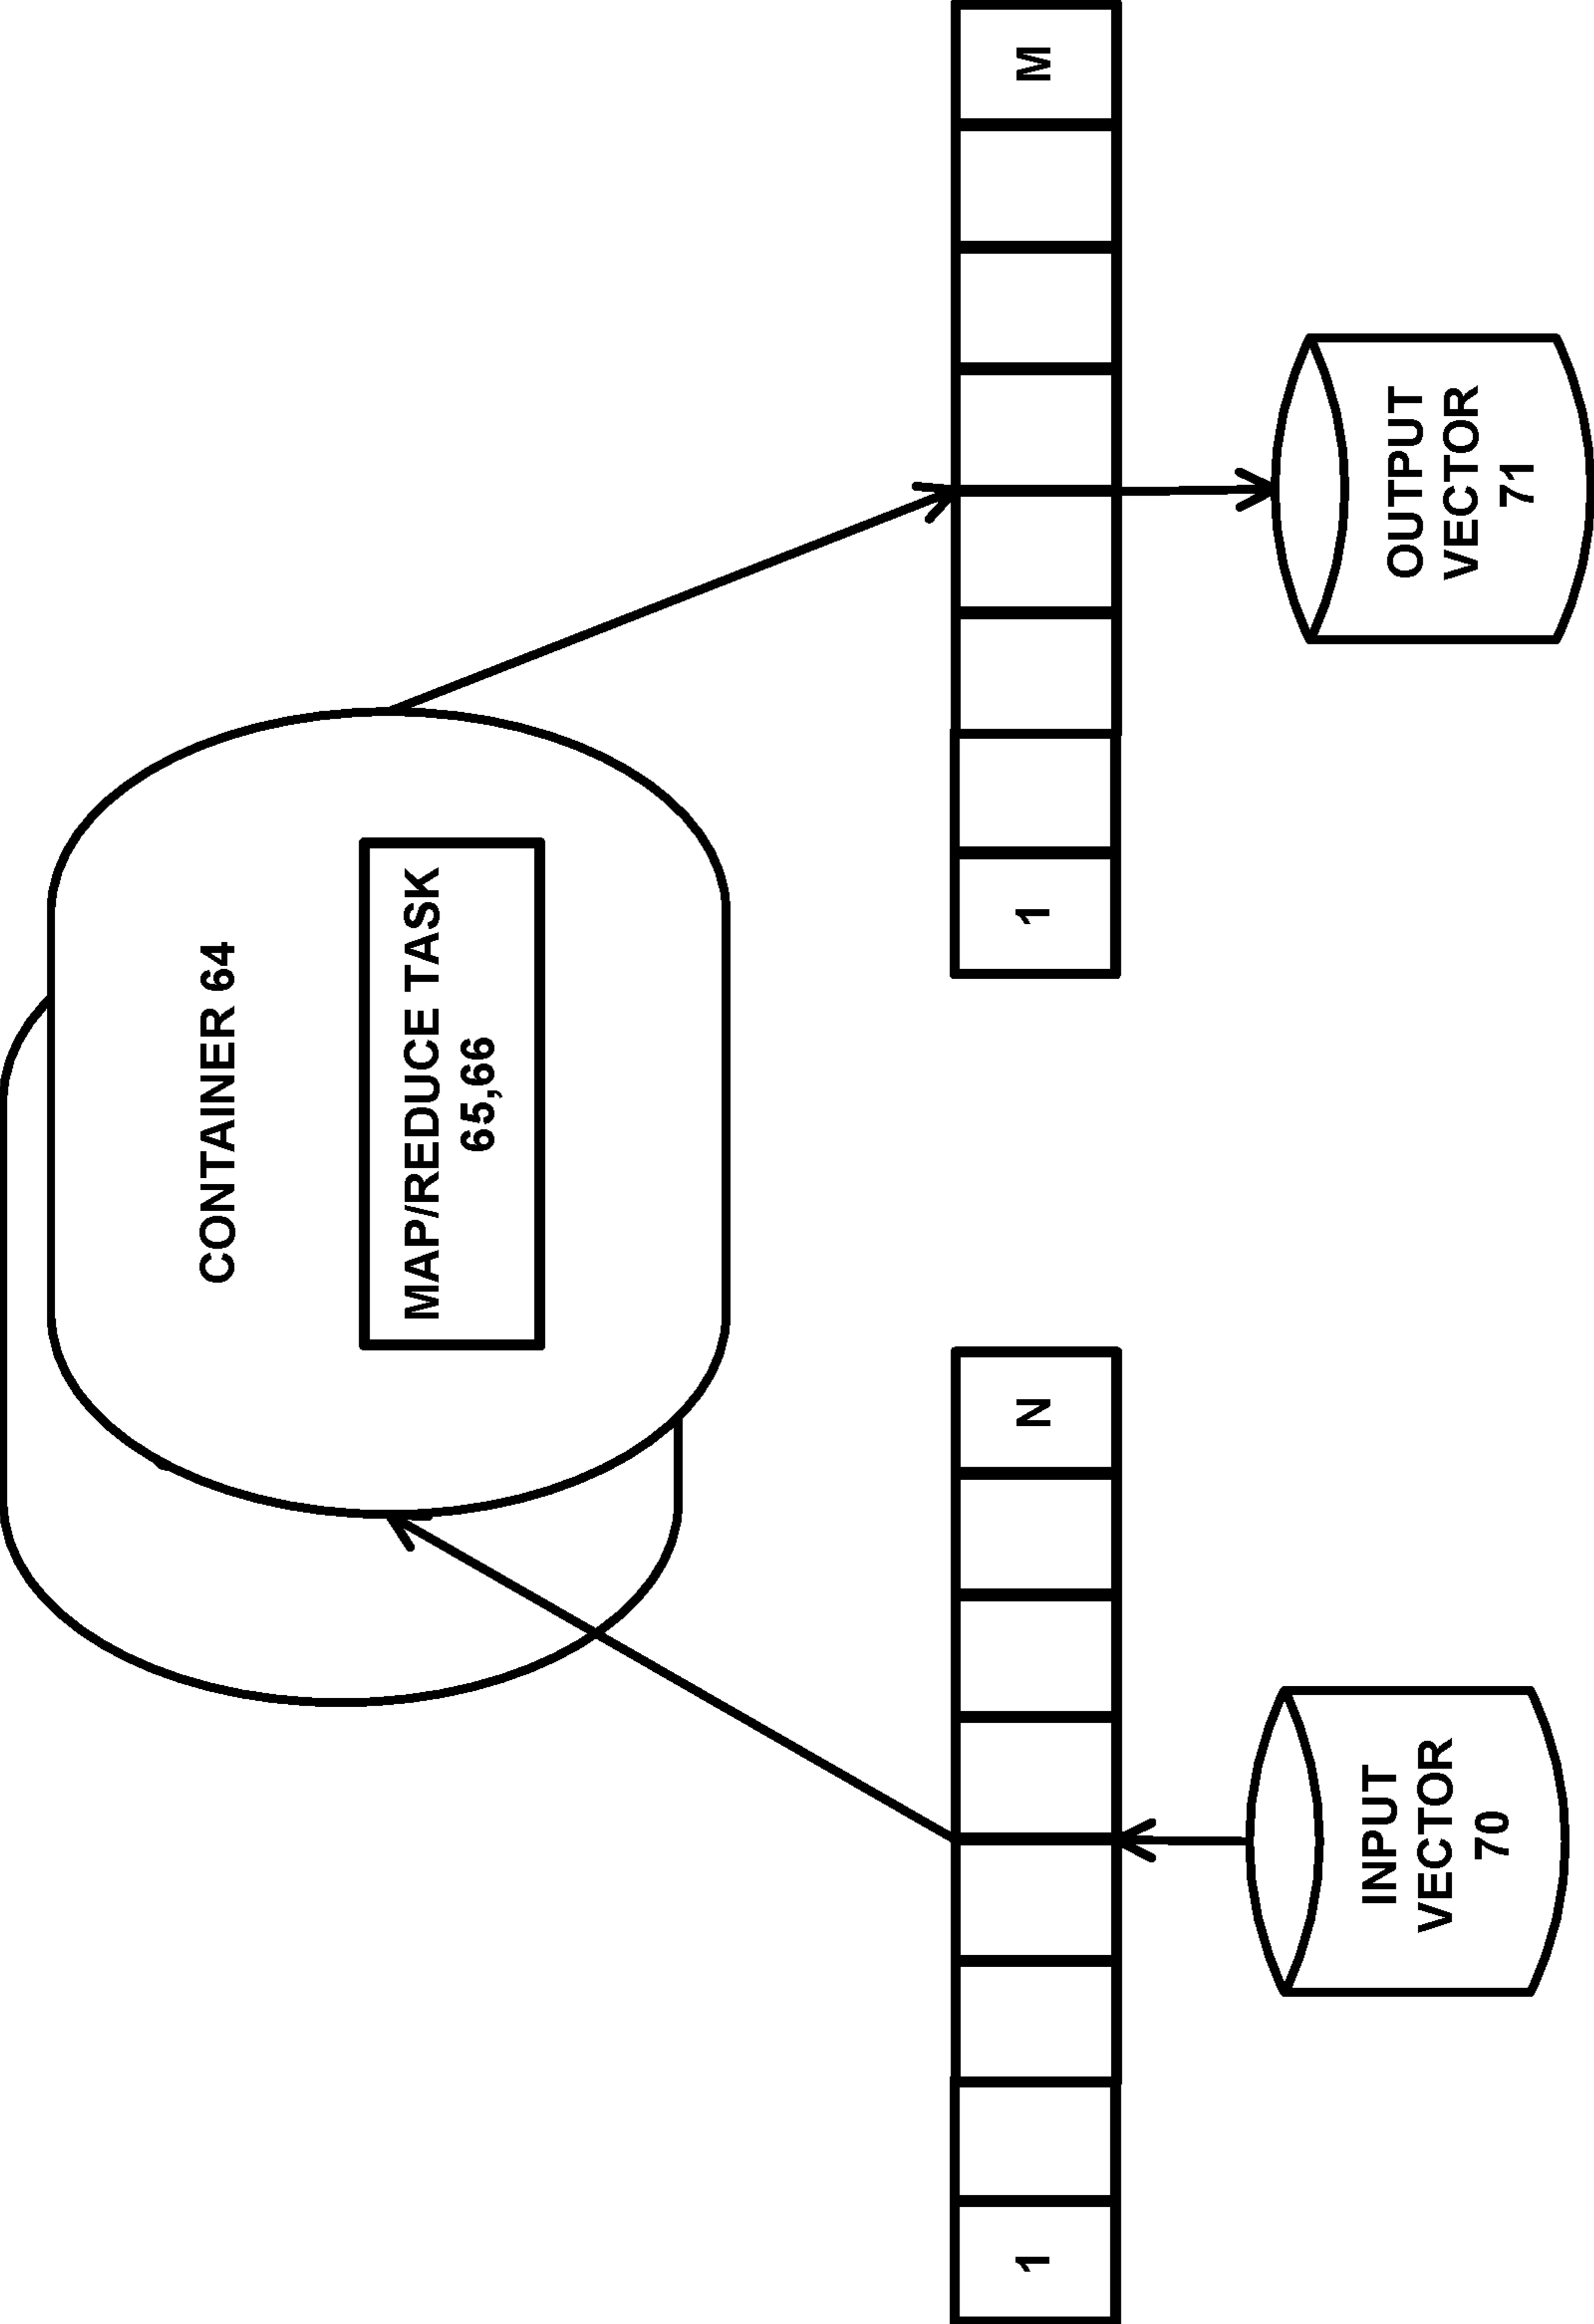 CONTAINER 64
MAP/REDUCE TASK
65,66
1
N
1
M
INPUT
VECTOR
70
OUTPUT
VECTOR
71